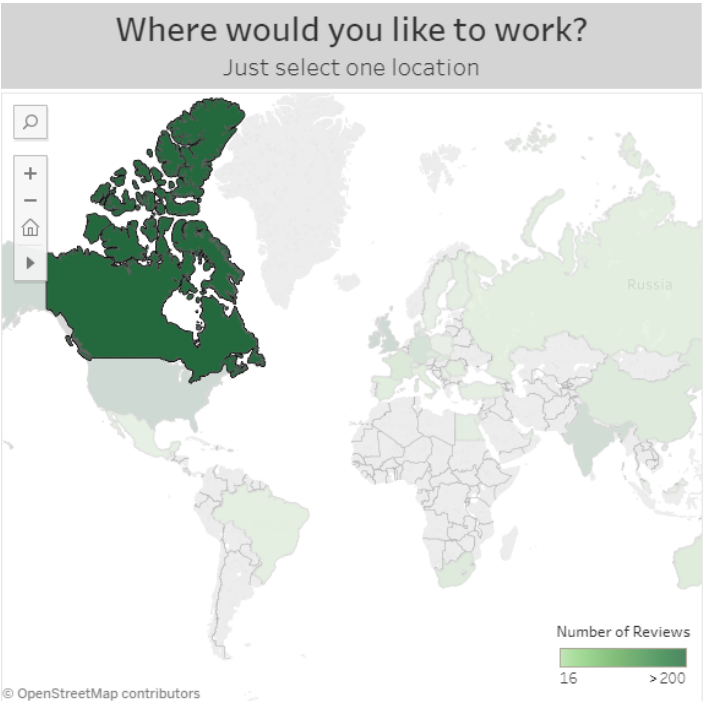 Where would you like to work?
Just select one location
+
−
Russia
Number of Reviews
16 >200
© OpenStreetMap contributors